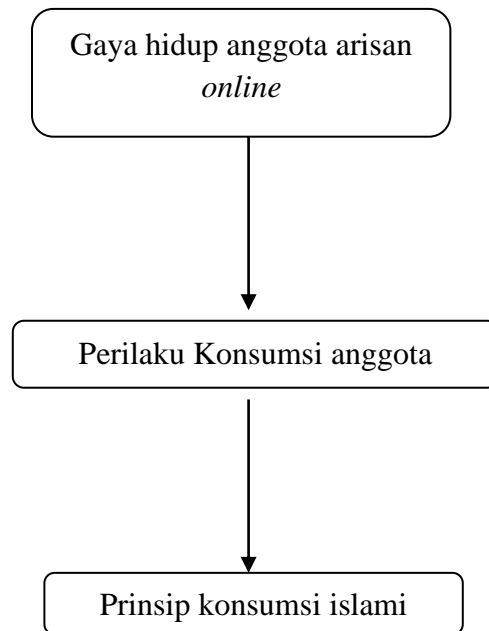 Gaya hidup anggota arisan
online
Perilaku Konsumsi anggota
Prinsip konsumsi islami